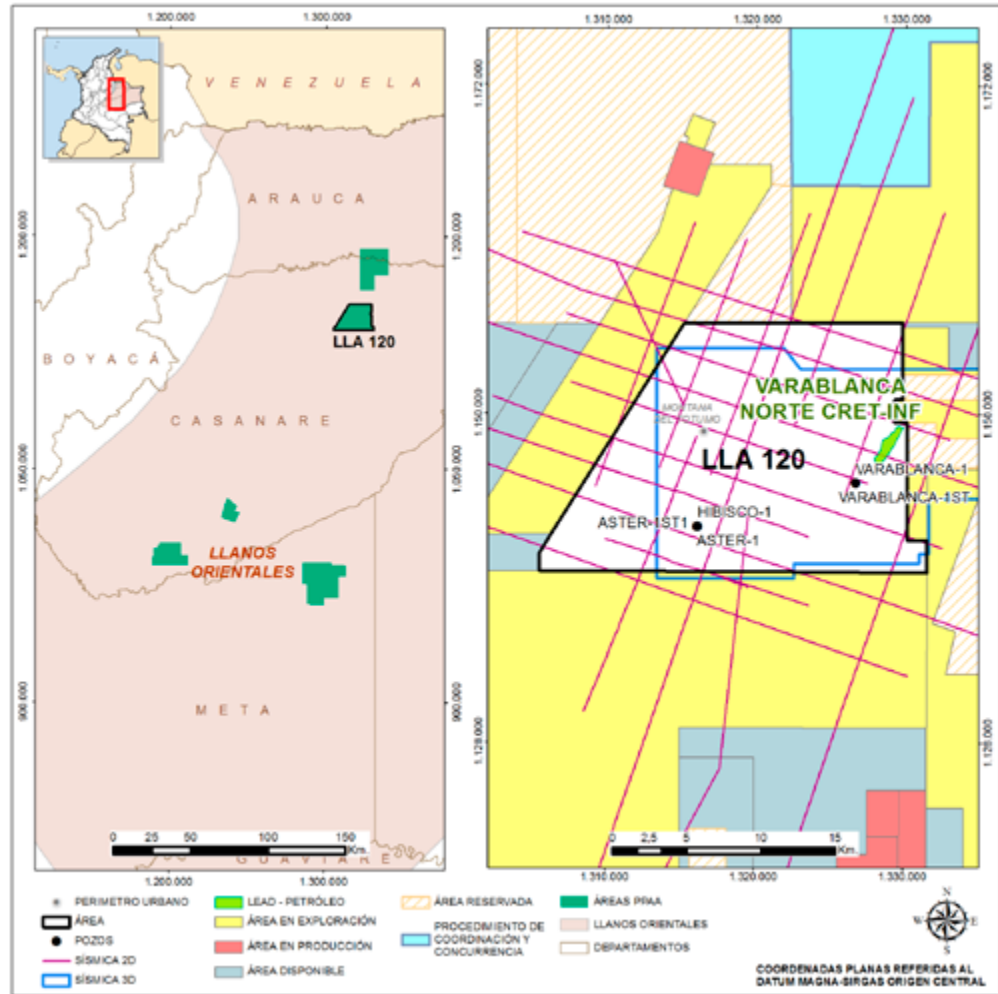 1.200.000
1.300.000
VENEZUELA
ARAUCA
1.200.000
1.200.000
LLA 120
BOYACÁ
CASANARE
1.050.000
1.050.000
LLANOS
ORIENTALES
900.000
900.000
META
0 25 50 100 150
Km.
GUAVIARE
1.200.000
1.300.000
1.310.000
1.320.000
1.330.000
1.172.000
1.172.000
VARABLANCA
NORTE CRET.INF
1.150.000
1.150.000
MONTAÑA
DEL TOTUMO
LLA 120
VARABLANCA-1
VARABLANCA-1ST
HIBISCO-1
ASTER-1ST1
ASTER-1
1.128.000
1.128.000
0 2,5 5 10 15
Km.
1.310.000
1.320.000
1.330.000
PERIMETRO URBANO
ÁREA
POZOS
SÍSMICA 2D
SÍSMICA 3D
LEAD - PETRÓLEO
ÁREA EN EXPLORACIÓN
ÁREA EN PRODUCCIÓN
ÁREA DISPONIBLE
ÁREA RESERVADA
PROCEDIMIENTO DE
COORDINACIÓN Y
CONCURRENCIA
ÁREAS PPAA
LLANOS ORIENTALES
DEPARTAMENTOS
N
W E
S
COORDENADAS PLANAS REFERIDAS AL
DATUM MAGNA-SIRGAS ORIGEN CENTRAL